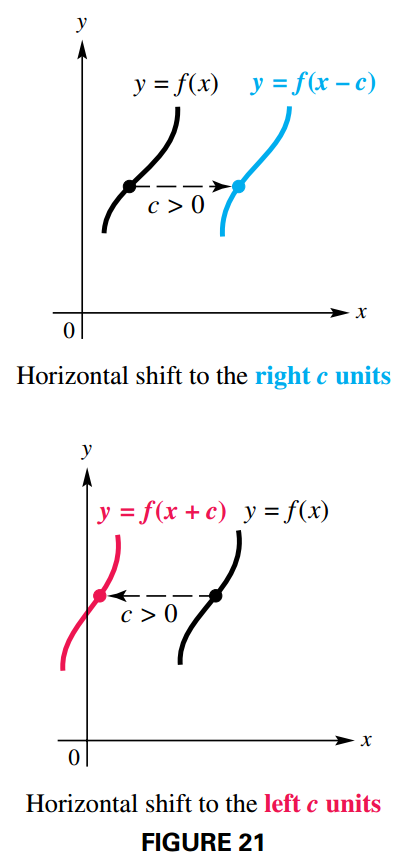 y
y = f(x) y = f(x – c)
c > 0
x
0
Horizontal shift to the right c units
y
y = f(x + c) y = f(x)
c > 0
x
0
Horizontal shift to the left c units
FIGURE 21